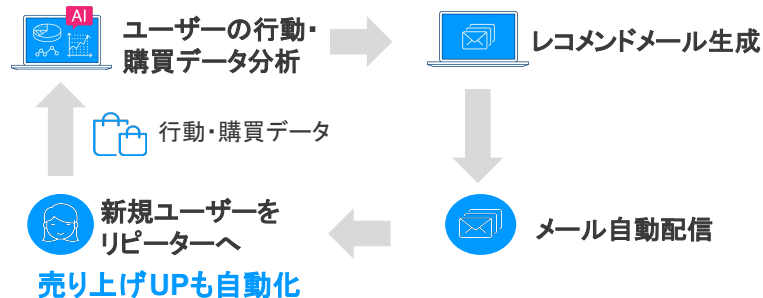 AI
ユーザーの行動・
購買データ分析
レコメンドメール生成
行動・購買データ
新規ユーザーを
リピーターへ
メール自動配信
売り上げUPも自動化